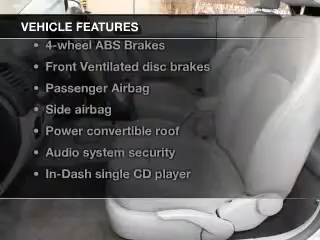 VEHICLE FEATURES
• 4-wheel ABS Brakes
• Front Ventilated disc brakes
• Passenger Airbag
• Side airbag
• Power convertible roof
• Audio system security
• In-Dash single CD player